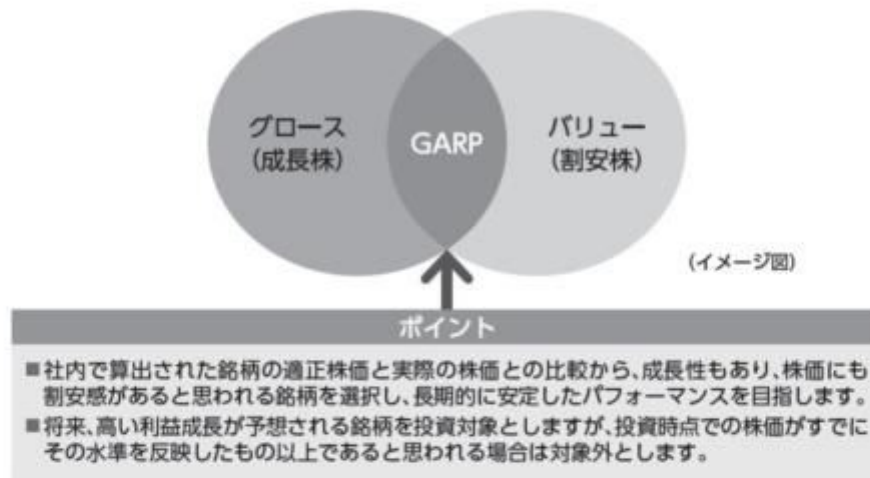 グロース
(成長株)
GARP
バリュー
(割安株)
(イメージ図)
ポイント
■社内で算出された銘柄の適正株価と実際の株価との比較から、成長性もあり、株価にも
割安感があると思われる銘柄を選択し、長期的に安定したパフォーマンスを目指します。
■将来、高い利益成長が予想される銘柄を投資対象としますが、投資時点での株価がすでに
その水準を反映したもの以上であると思われる場合は対象外とします。